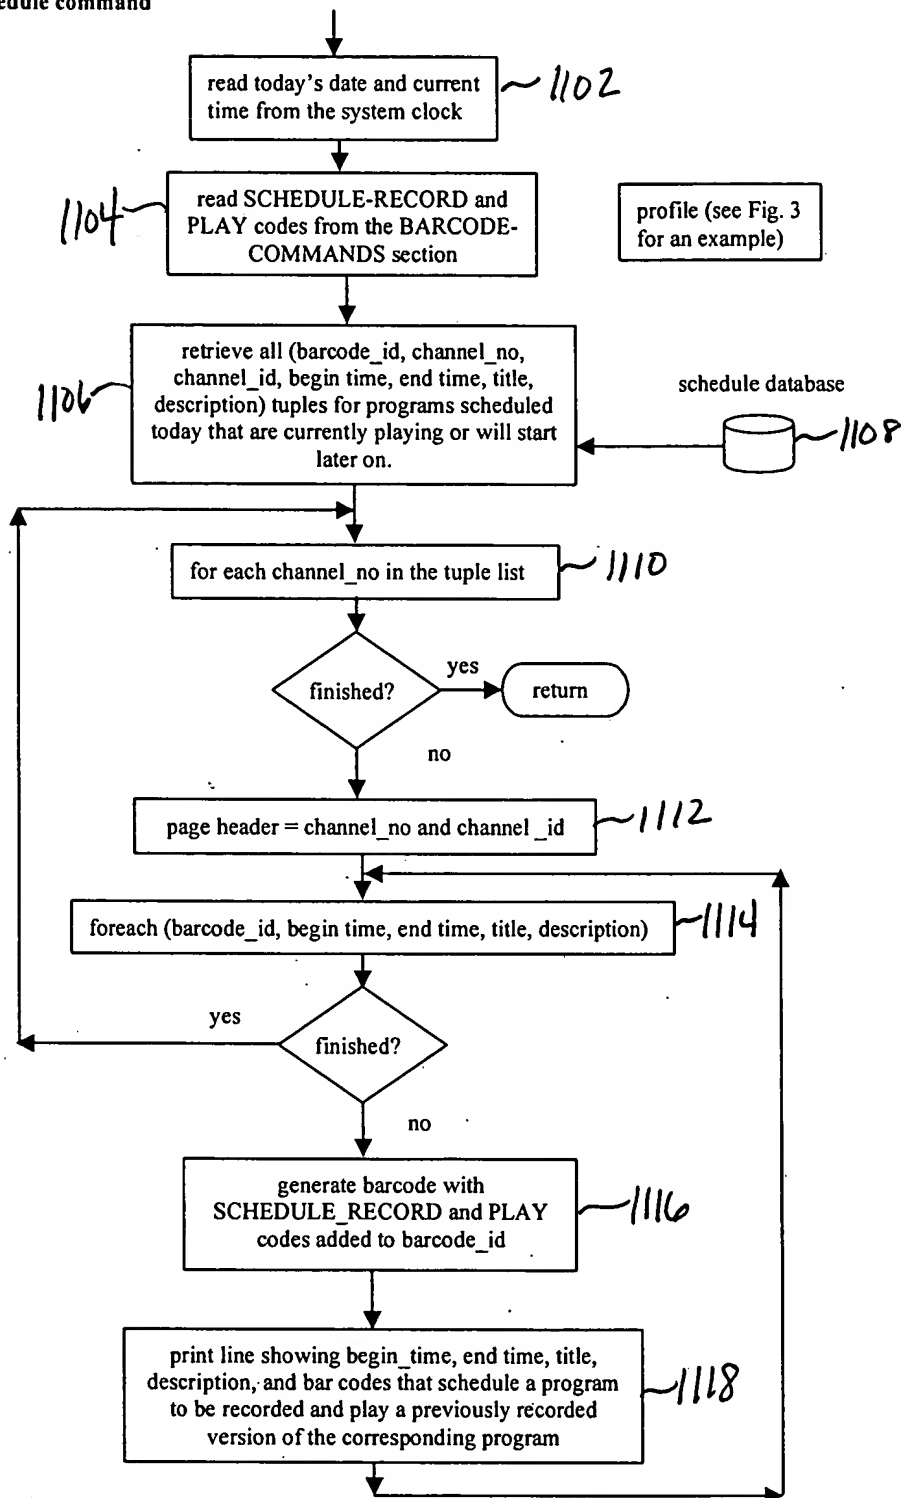 edule command
read today's date and current
time from the system clock
1102
read SCHEDULE-RECORD and
PLAY codes from the BARCODE-
COMMANDS section
1104
profile (see Fig. 3
for an example)
retrieve all (barcode_id, channel_no,
channel_id, begin time, end time, title,
description) tuples for programs scheduled
today that are currently playing or will start
later on.
1106
schedule database
1108
for each channel_no in the tuple list
1110
finished?
yes
return
no
page header = channel_no and channel _id
1112
foreach (barcode_id, begin time, end time, title, description)
1114
yes
finished?
no
generate barcode with
SCHEDULE_RECORD and PLAY
codes added to barcode_id
1116
print line showing begin_time, end time, title,
description, and bar codes that schedule a program
to be recorded and play a previously recorded
version of the corresponding program
1118